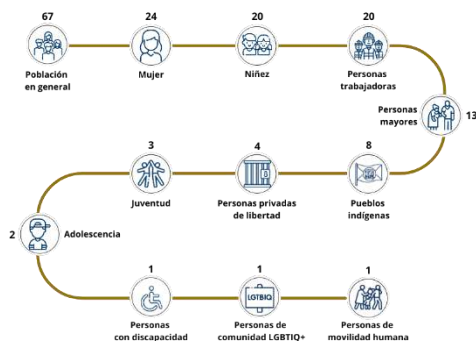 67
Población
en general
24
Mujer
20
Niñez
20
Personas
trabajadoras
Personas
mayores
13
8
Pueblos
indígenas
4
Personas privadas
de libertad
3
Juventud
2
Adolescencia
1
Personas
con discapacidad
1
LGTBIQ
Personas de
comunidad LGBTIQ+
1
Personas de
movilidad humana